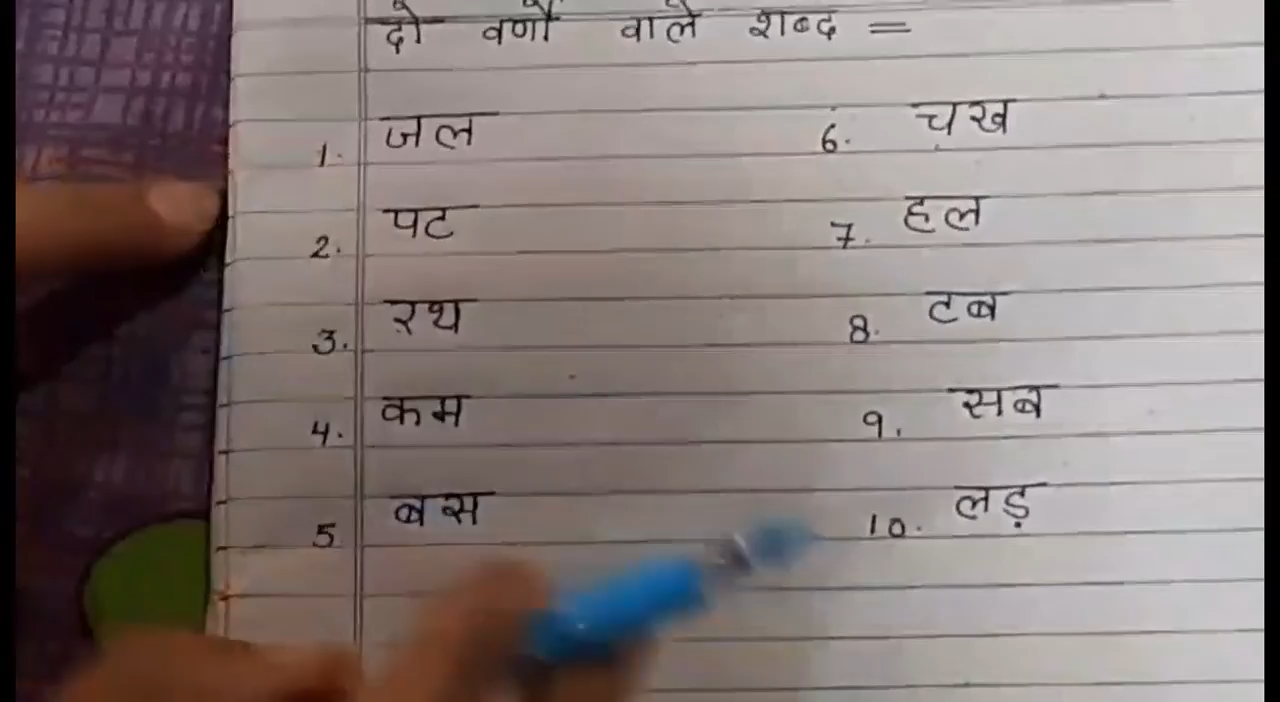 दो वर्णों वाले शब्द =
1. जल
2. पट
3. रथ
4. कम
5 बस
6. चख
7. हल
8. टब
9. सब
10. लड़